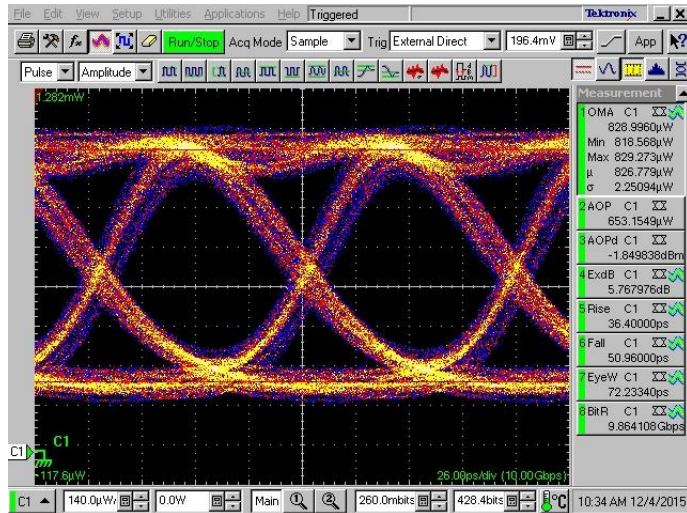 File Edit View Setup Utilities Applications Help Triggered Tektronix
Run/Stop Acq Mode Sample Trig External Direct 196.4mV App
Pulse Amplitude
1.282mW
Measurement
1 OMA C1
828.9960µW
Min 818.568µW
Max 829.273µW
µ 826.779µW
σ 2.25094µW
2 AOP C1
653.1549µW
3 AOPd C1
-1.849838dBm
4 ExdB C1
5.767976dB
5 Rise C1
36.40000ps
6 Fall C1
50.96000ps
7 EyeW C1
72.23340ps
8 BitR C1
9.864108Gbps
C1
C1
-117.6µW 26.00ps/div (10.00Gbps)
C1 140.0µW/ 0.0W Main 1 2 260.0mbits 428.4bits °C 10:34 AM 12/4/2015